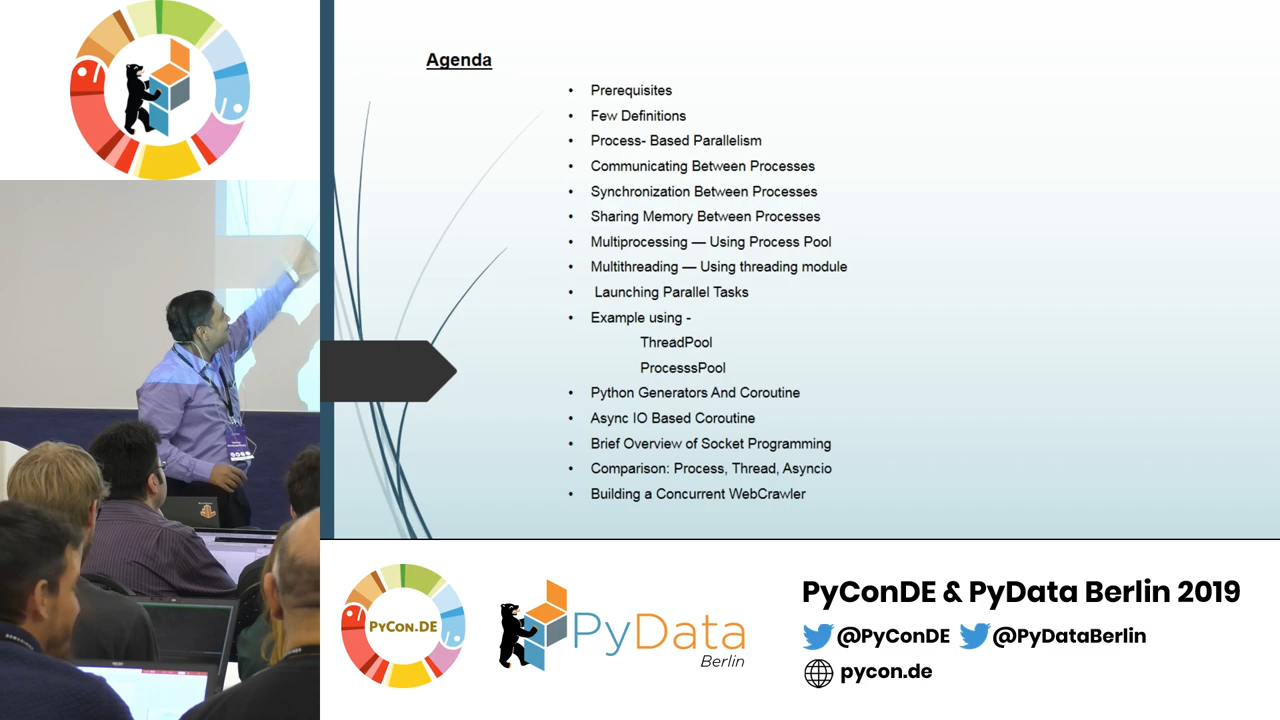 Agenda
• Prerequisites
• Few Definitions
• Process- Based Parallelism
• Communicating Between Processes
• Synchronization Between Processes
• Sharing Memory Between Processes
• Multiprocessing — Using Process Pool
• Multithreading — Using threading module
• Launching Parallel Tasks
• Example using -
ThreadPool
ProcesssPool
• Python Generators And Coroutine
• Async IO Based Coroutine
• Brief Overview of Socket Programming
• Comparison: Process, Thread, Asyncio
• Building a Concurrent WebCrawler
PyCon.DE
PyData
Berlin
PyConDE & PyData Berlin 2019
@PyConDE @PyDataBerlin
pycon.de